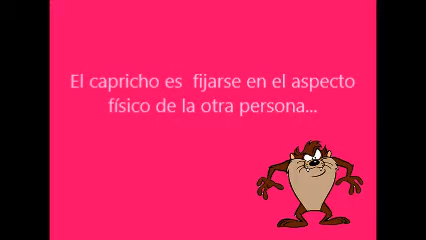 El capricho es  fijarse en el aspecto
físico de la otra persona...